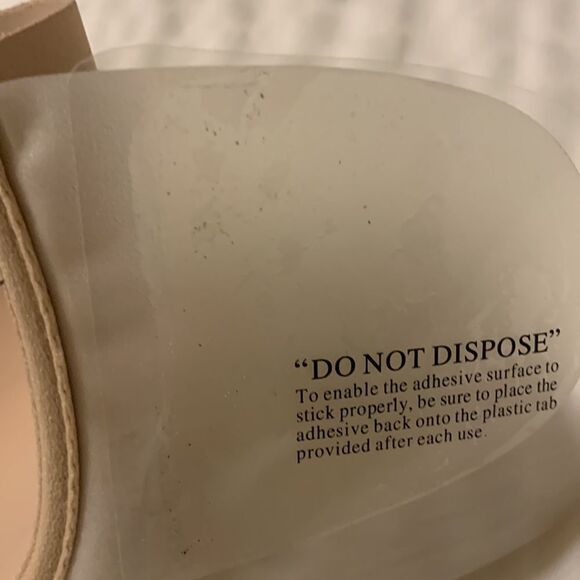 “DO NOT DISPOSE”
To enable the adhesive surface to
stick properly, be sure to place the
adhesive back onto the plastic tab
provided after each use.